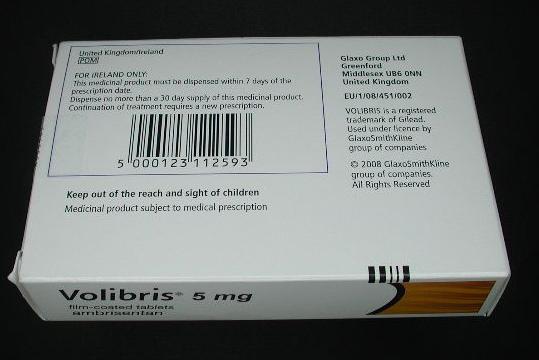 United Kingdom/Ireland
POM
FOR IRELAND ONLY:
This medicinal product must be dispensed within 7 days of the
prescription date.
Dispense no more than a 30 day supply of this medicinal product.
Continuation of treatment requires a new prescription.
5 000123 112593
Keep out of the reach and sight of children
Medicinal product subject to medical prescription
Glaxo Group Ltd
Greenford
Middlesex UB6 0NN
United Kingdom
EU/1/08/451/002
VOLIBRIS is a registered
trademark of Gilead.
Used under licence by
GlaxoSmithKline
group of companies
© 2008 GlaxoSmithKline
group of companies.
All Rights Reserved
Volibris® 5 mg
film-coated tablets
ambrisentan